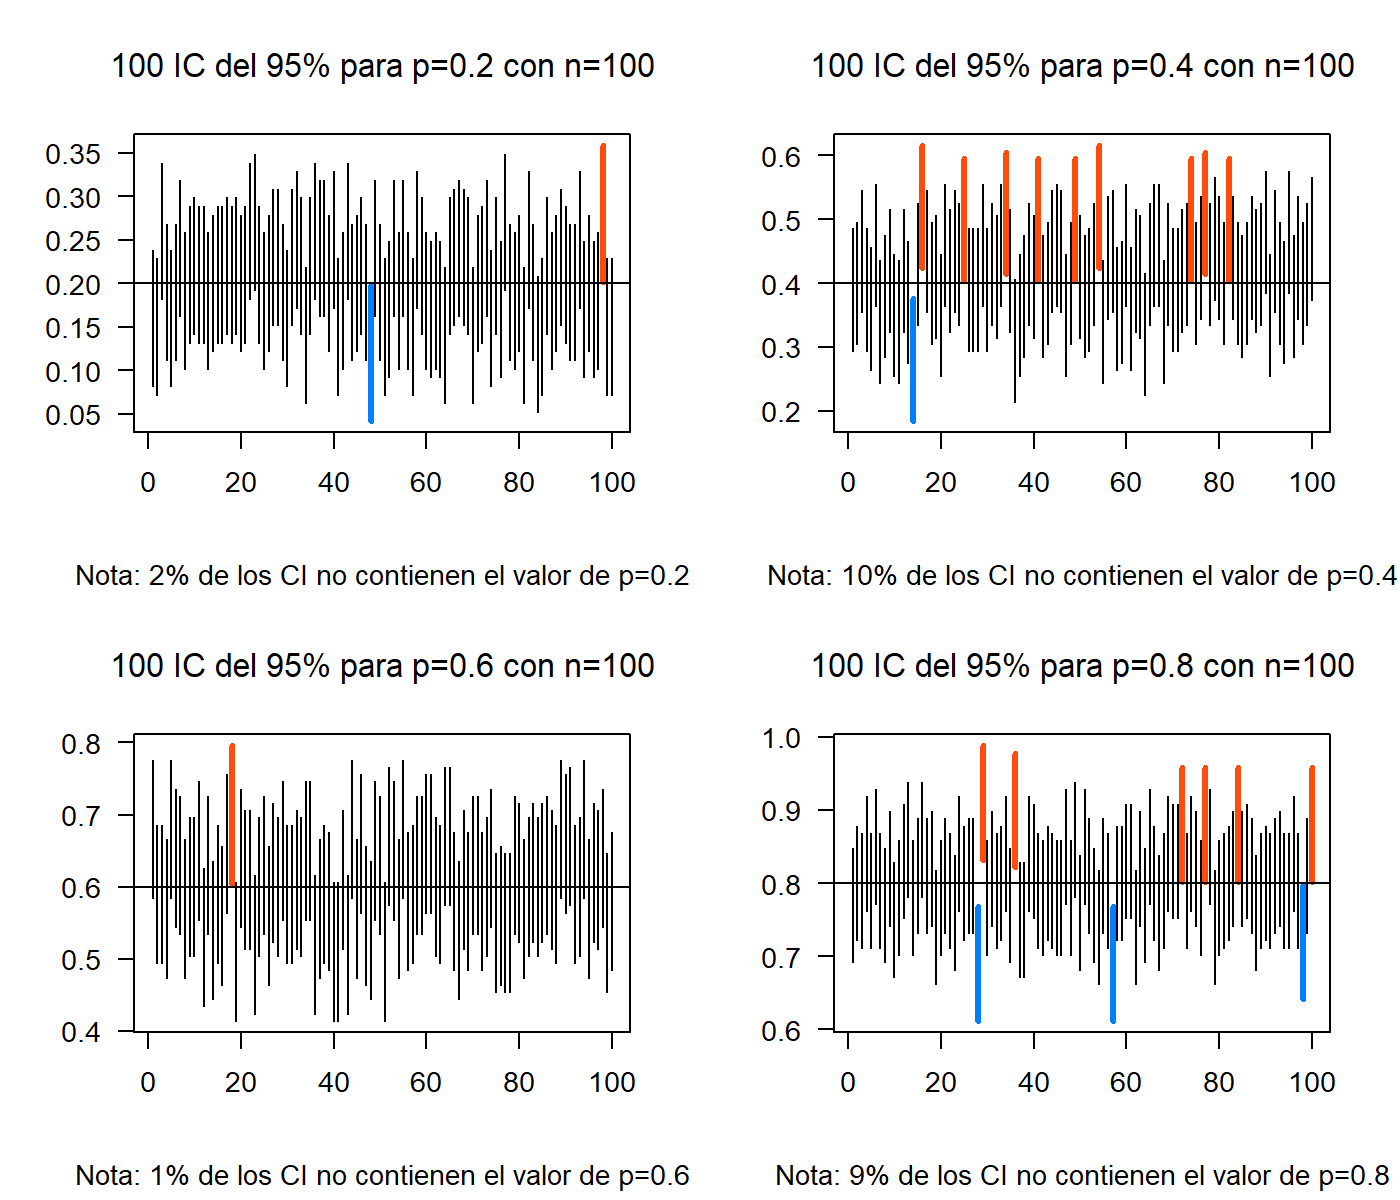 100 IC del 95% para p=0.2 con n=100
0.35
0.30
0.25
0.20
0.15
0.10
0.05
0 20 40 60 80 100
Nota: 2% de los CI no contienen el valor de p=0.2
100 IC del 95% para p=0.4 con n=100
0.6
0.5
0.4
0.3
0.2
0 20 40 60 80 100
Nota: 10% de los CI no contienen el valor de p=0.4
100 IC del 95% para p=0.6 con n=100
0.8
0.7
0.6
0.5
0.4
0 20 40 60 80 100
Nota: 1% de los CI no contienen el valor de p=0.6
100 IC del 95% para p=0.8 con n=100
1.0
0.9
0.8
0.7
0.6
0 20 40 60 80 100
Nota: 9% de los CI no contienen el valor de p=0.8